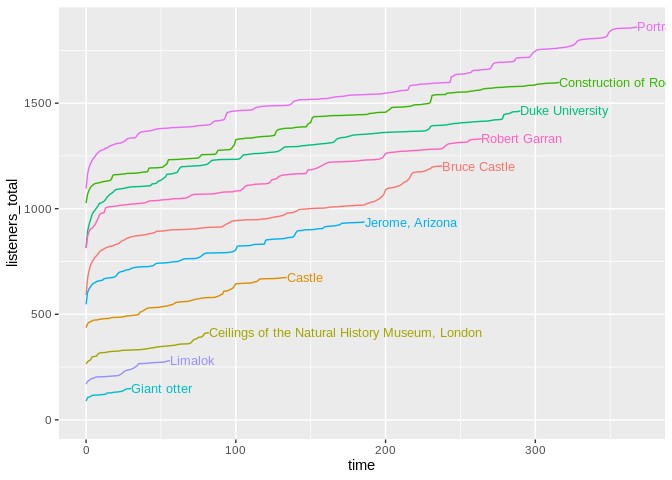 Portr
Construction of Ro
Duke University
Robert Garran
Bruce Castle
Jerome, Arizona
Castle
Ceilings of the Natural History Museum, London
Limalok
Giant otter
listeners_total
1500
1000
500
0
0 100 200 300
time